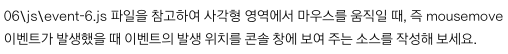 06\js\event-6.js 파일을 참고하여 사각형 영역에서 마우스를 움직일 때, 즉 mousemove
이벤트가 발생했을 때 이벤트의 발생 위치를 콘솔 창에 보여 주는 소스를 작성해 보세요.